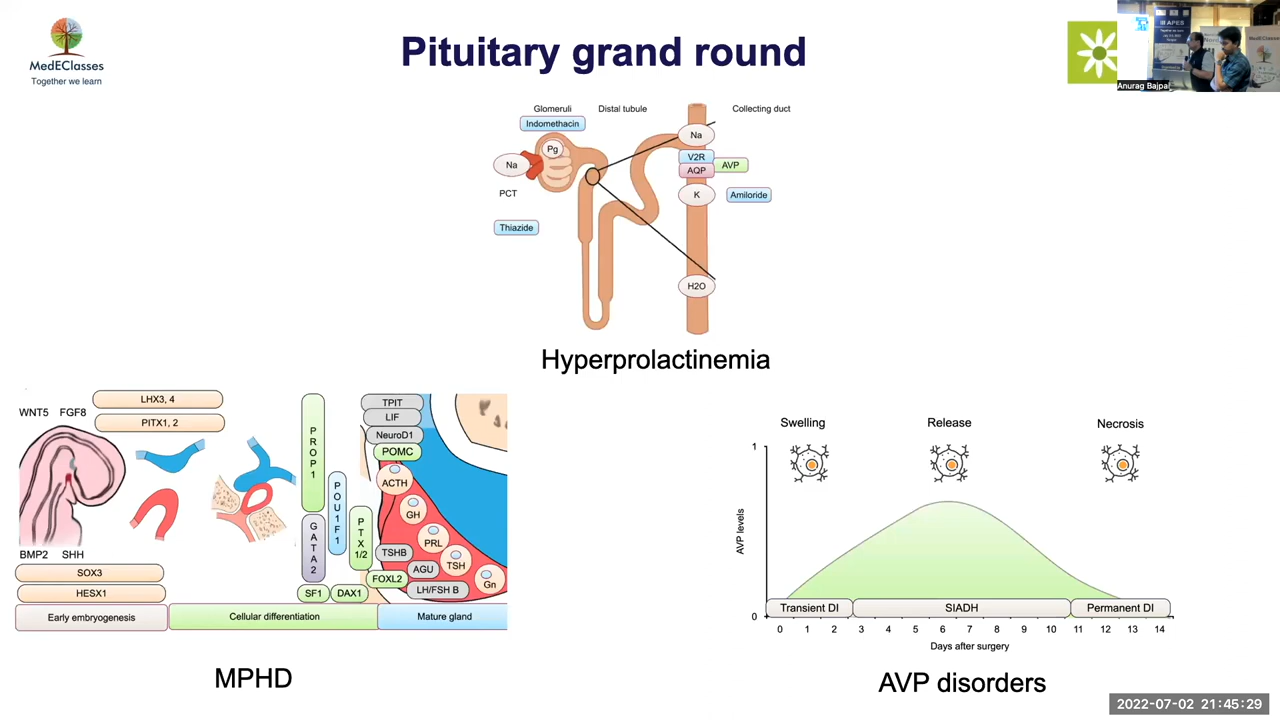 MedEClasses
Together we learn
Pituitary grand round
III APES
Anurag Bajpai
Glomeruli
Distal tubule
Collecting duct
Indomethacin
Pg
Na
PCT
Thiazide
Na
V2R
AVP
AQP
K
Amiloride
H2O
Hyperprolactinemia
WNT5
FGF8
LHX3, 4
PITX1, 2
BMP2
SHH
SOX3
HESX1
Early embryogenesis
PROP1
GATA2
POU1F1
PTX1/2
SF1
DAX1
Cellular differentiation
TPIT
LIF
NeuroD1
POMC
ACTH
GH
PRL
TSH
Gn
TSHB
AGU
FOXL2
LH/FSH B
Mature gland
MPHD
Swelling
Release
Necrosis
1
AVP levels
0
Transient DI
SIADH
Permanent DI
0 1 2 3 4 5 6 7 8 9 10 11 12 13 14
Days after surgery
AVP disorders
2022-07-02 21:45:29